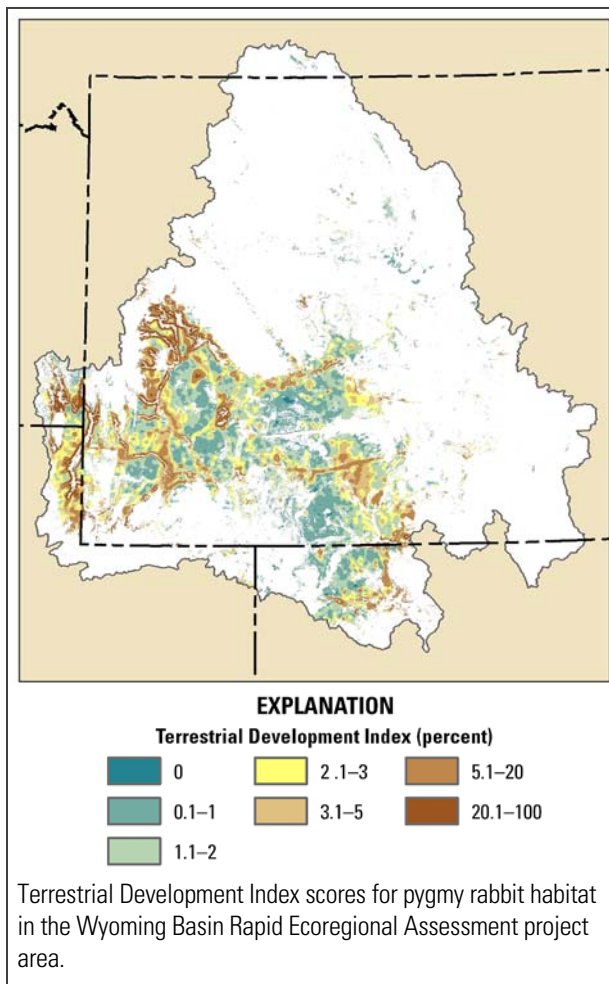 EXPLANATION
Terrestrial Development Index (percent)
0
2 .1–3
5.1–20
0.1–1
3.1–5
20.1–100
1.1–2
Terrestrial Development Index scores for pygmy rabbit habitat
in the Wyoming Basin Rapid Ecoregional Assessment project
area.